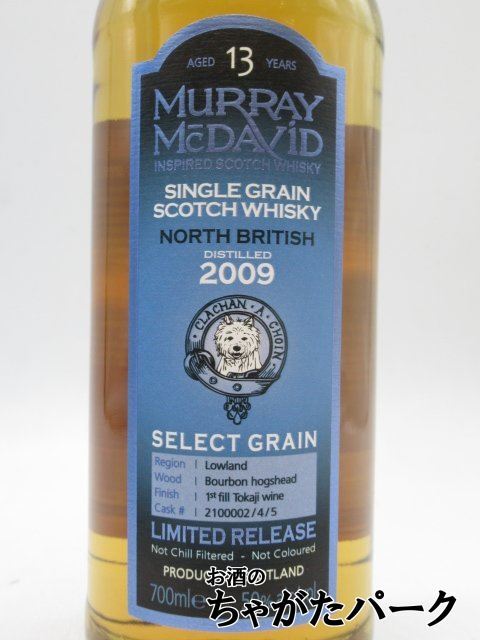 AGED 13 YEARS
MURRAY
McDAVID
INSPIRED SCOTCH WHISKY
SINGLE GRAIN
SCOTCH WHISKY
NORTH BRITISH
DISTILLED
2009
CLACHAN · A · CHOIN
SELECT GRAIN
Region | Lowland
Wood | Bourbon hogshead
Finish | 1st fill Tokaji wine
Cask # | 2100002/4/5
LIMITED RELEASE
Not Chill Filtered - Not Coloured
700ml
50%
お酒の
ちゃがたパーク